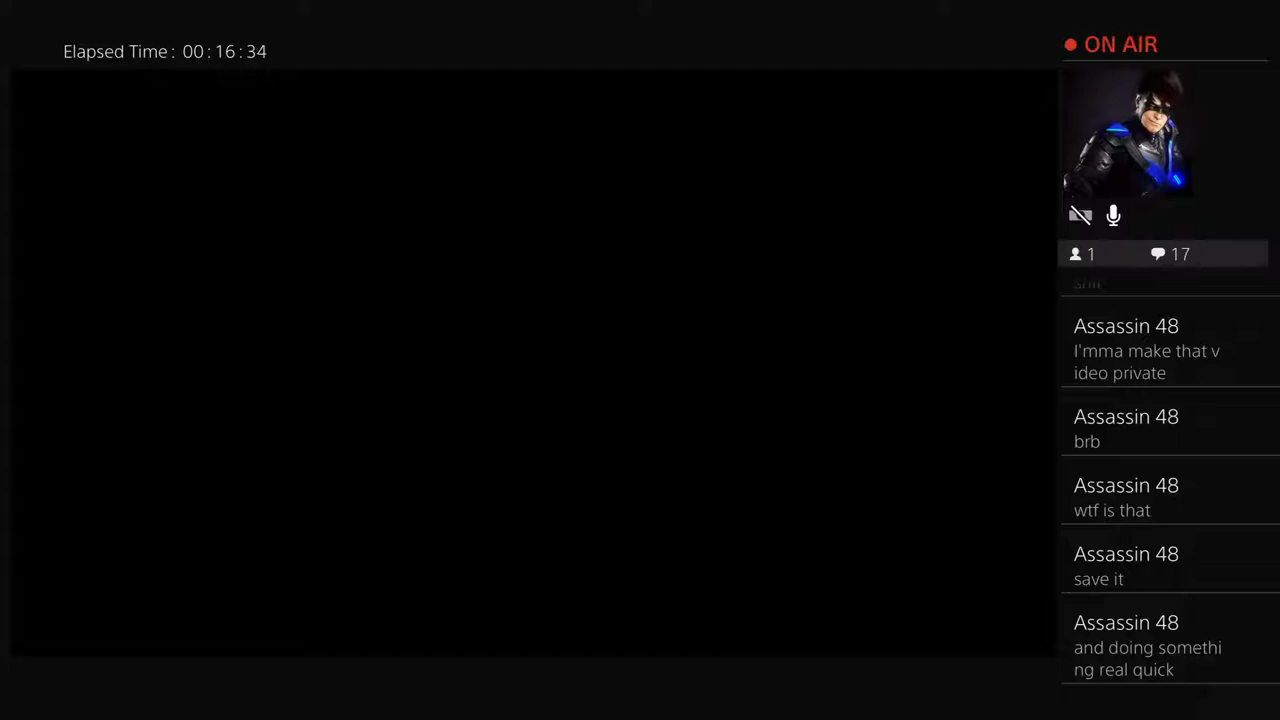 Elapsed Time: 00:16:34
ON AIR
1 17
Assassin 48
I'mma make that v
ideo private
Assassin 48
brb
Assassin 48
wtf is that
Assassin 48
save it
Assassin 48
and doing somethi
ng real quick